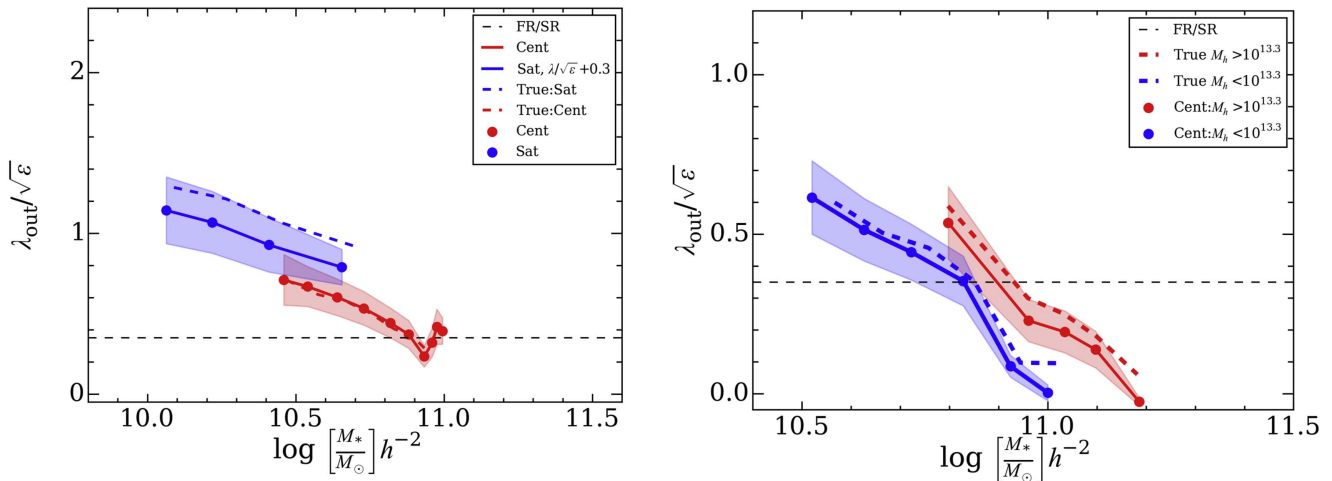 2
1
0
λout/√ε
10.0 10.5 11.0 11.5
log [M*/M⊙]h⁻²
FR/SR
Cent
Sat, λ/√ε+0.3
True:Sat
True:Cent
Cent
Sat
1.0
0.5
0.0
λout/√ε
10.5 11.0 11.5
log [M*/M⊙]h⁻²
FR/SR
True Mh >10^13.3
True Mh <10^13.3
Cent:Mh >10^13.3
Cent:Mh <10^13.3